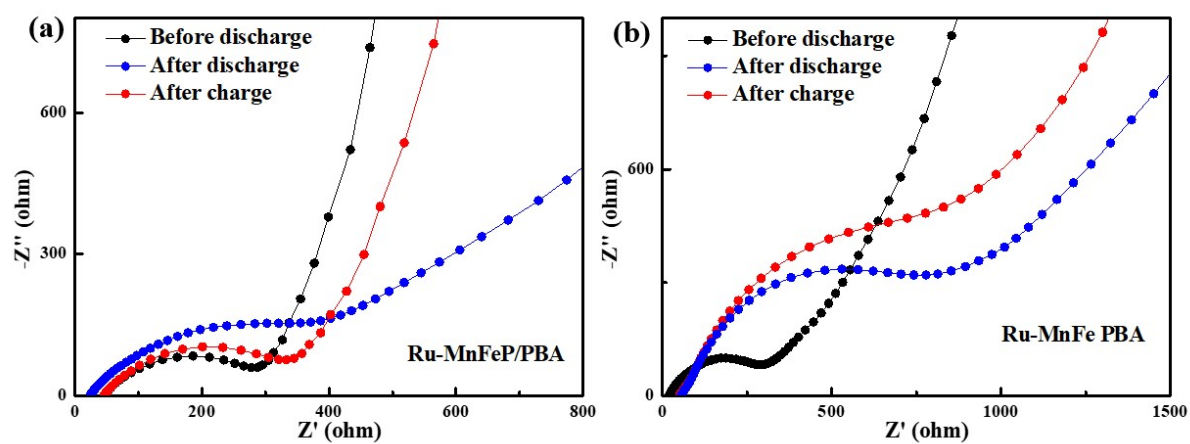 (a)
Before discharge
After discharge
After charge
600
300
0
-Z'' (ohm)
Ru-MnFeP/PBA
0 200 400 600 800
Z' (ohm)
(b)
Before discharge
After discharge
After charge
600
0
-Z'' (ohm)
Ru-MnFe PBA
0 500 1000 1500
Z' (ohm)